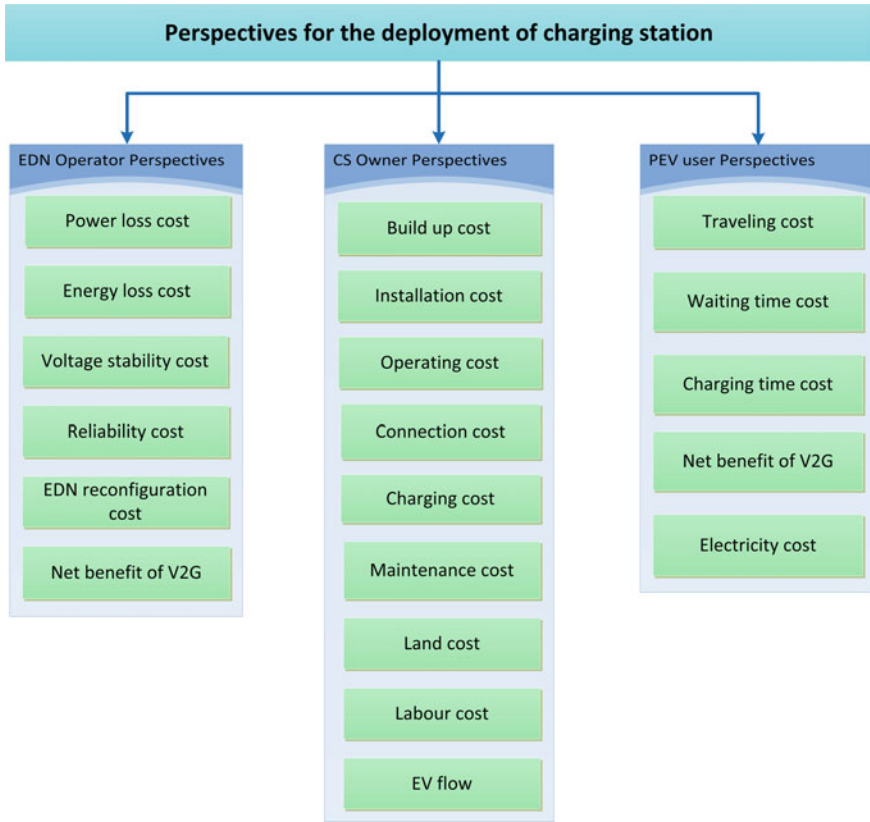 Perspectives for the deployment of charging station
EDN Operator Perspectives
Power loss cost
Energy loss cost
Voltage stability cost
Reliability cost
EDN reconfiguration
cost
Net benefit of V2G
CS Owner Perspectives
Build up cost
Installation cost
Operating cost
Connection cost
Charging cost
Maintenance cost
Land cost
Labour cost
EV flow
PEV user Perspectives
Traveling cost
Waiting time cost
Charging time cost
Net benefit of V2G
Electricity cost